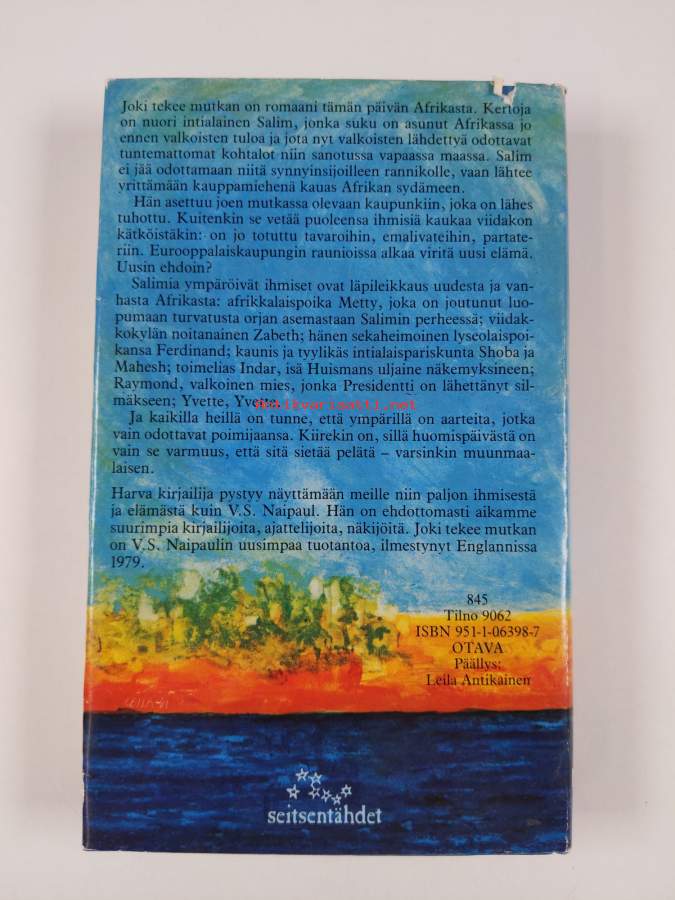 Joki tekee mutkan on romaani tämän päivän Afrikasta. Kertoja
on nuori intialainen Salim, jonka suku on asunut Afrikassa jo
ennen valkoisten tuloa ja jota nyt valkoisten lähdettyä odottavat
tuntemattomat kohtalot niin sanotussa vapaassa maassa. Salim
ei jää odottamaan niitä synnyinsijoilleen rannikolle, vaan lähtee
yrittämään kauppamiehenä kauas Afrikan sydämeen.
Hän asettuu joen mutkassa olevaan kaupunkiin, joka on lähes
tuhottu. Kuitenkin se vetää puoleensa ihmisiä kaukaa viidakon
kätköistäkin: on jo totuttu tavaroihin, emalivateihin, partate-
riin. Eurooppalaiskaupungin raunioissa alkaa viritä uusi elämä.
Uusin ehdoin?
Salimia ympäröivät ihmiset ovat läpileikkaus uudesta ja van-
hasta Afrikasta: afrikkalaispoika Metty, joka on joutunut luo-
pumaan turvatusta orjan asemastaan Salimin perheessä; viidak-
kokylän noitanainen Zabeth; hänen sekaheimoinen lyseolaispoi-
kansa Ferdinand; kaunis ja tyylikäs intialaispariskunta Shoba ja
Mahesh; toimelias Indar, isä Huismans uljaine näkemyksineen;
Raymond, valkoinen mies, jonka Presidentti on lähettänyt sil-
mäkseen; Yvette, Yvette.
Antikvariaatti.net
Ja kaikilla heillä on tunne, että ympärillä on aarteita, jotka
vain odottavat poimijaansa. Kiirekin on, sillä huomispäivästä on
vain se varmuus, että sitä sietää pelätä – varsinkin muunmaa-
laisen.
Harva kirjailija pystyy näyttämään meille niin paljon ihmisestä
ja elämästä kuin V.S. Naipaul. Hän on ehdottomasti aikamme
suurimpia kirjailijoita, ajattelijoita, näkijöitä. Joki tekee mutkan
on V.S. Naipaulin uusimpaa tuotantoa, ilmestynyt Englannissa
1979.
845
Tilno 9062
ISBN 951-1-06398-7
OTAVA
Päällys:
Leila Antikainen
seitsentähdet